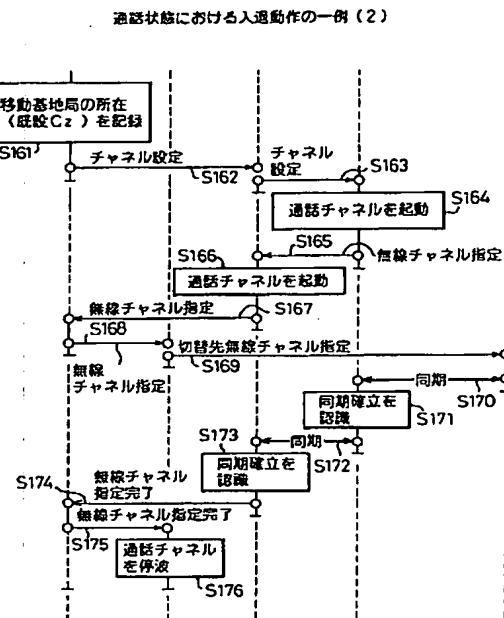 通話状態における入退動作の一例(2)
移動基地局の所在
(既設Cz)を記録
S161
チャネル設定
S162
チャネル
設定
S163
通話チャネルを起動
S164
S165
無線チャネル指定
S166
通話チャネルを起動
無線チャネル指定
S167
S168
無線
チャネル指定
切替先無線チャネル指定
S169
同期
S170
同期確立を
認識
S171
同期
S172
S173
同期確立を
認識
S174
無線チャネル
指定完了
無線チャネル指定完了
S175
通話チャネル
を停波
S176